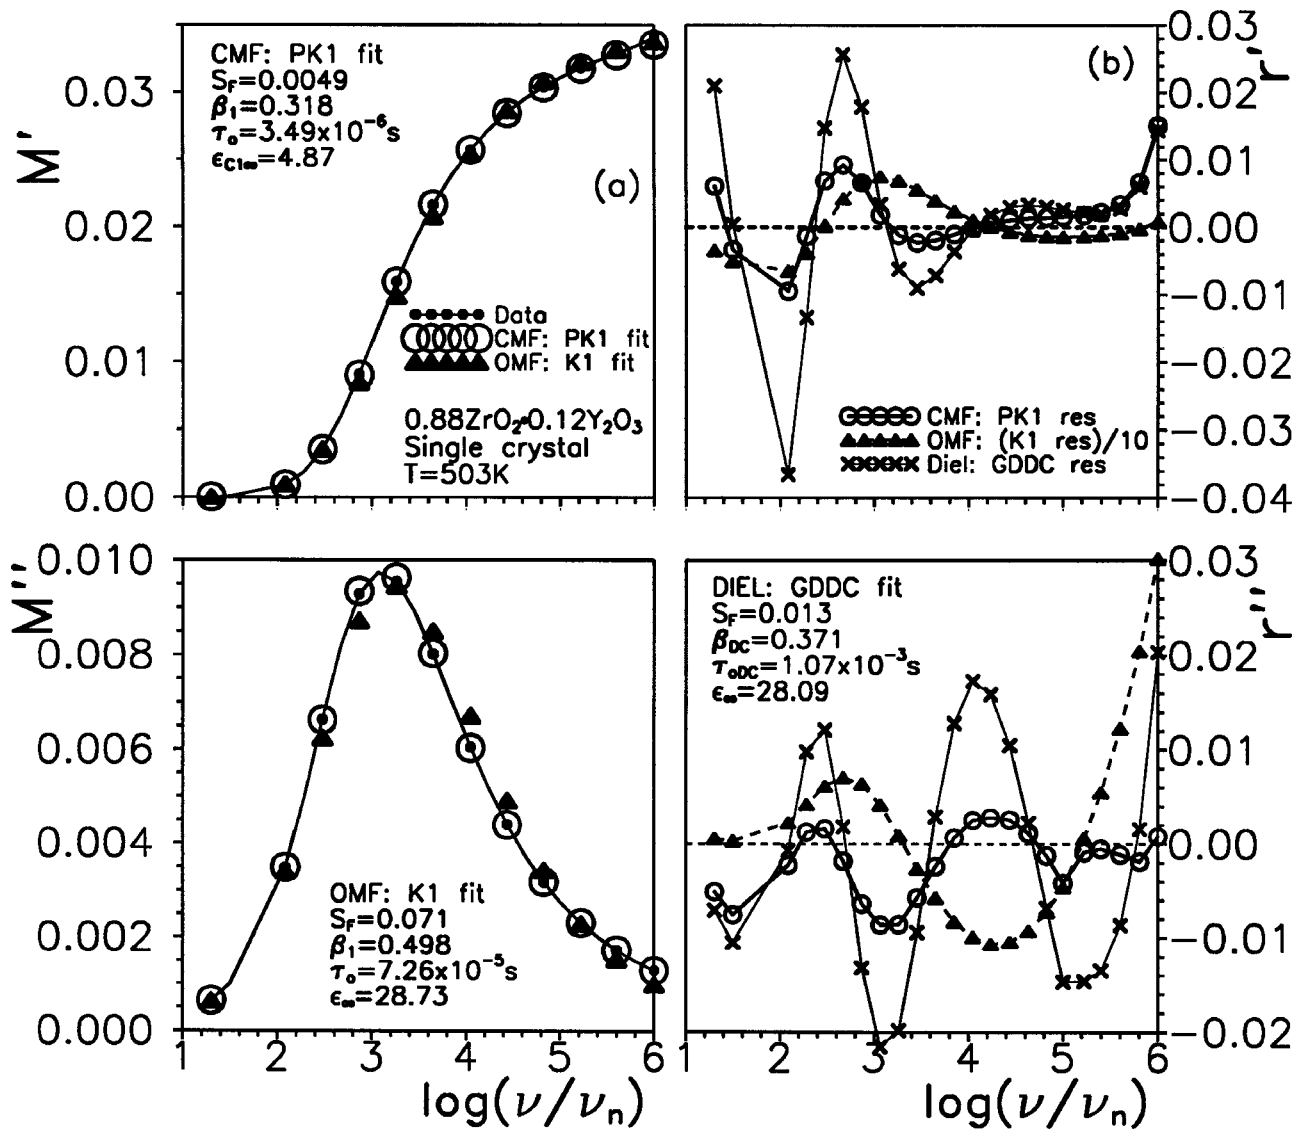 CMF: PK1 fit
S_F=0.0049
β₁=0.318
τₒ=3.49x10⁻⁶s
ϵ_C1∞=4.87
M'
0.03
0.02
0.01
0.00
(a)
Data
CMF: PK1 fit
OMF: K1 fit
0.88ZrO₂•0.12Y₂O₃
Single crystal
T=503K
(b)
r'
0.03
0.02
0.01
0.00
−0.01
−0.02
−0.03
−0.04
CMF: PK1 res
OMF: (K1 res)/10
Diel: GDDC res
M''
0.010
0.008
0.006
0.004
0.002
0.000
OMF: K1 fit
S_F=0.071
β₁=0.498
τₒ=7.26x10⁻⁵s
ϵ_∞=28.73
1 2 3 4 5 6
log(ν/νₙ)
DIEL: GDDC fit
S_F=0.013
β_DC=0.371
τ_oDC=1.07x10⁻³s
ϵ_∞=28.09
r''
0.03
0.02
0.01
0.00
−0.01
−0.02
1 2 3 4 5 6
log(ν/νₙ)